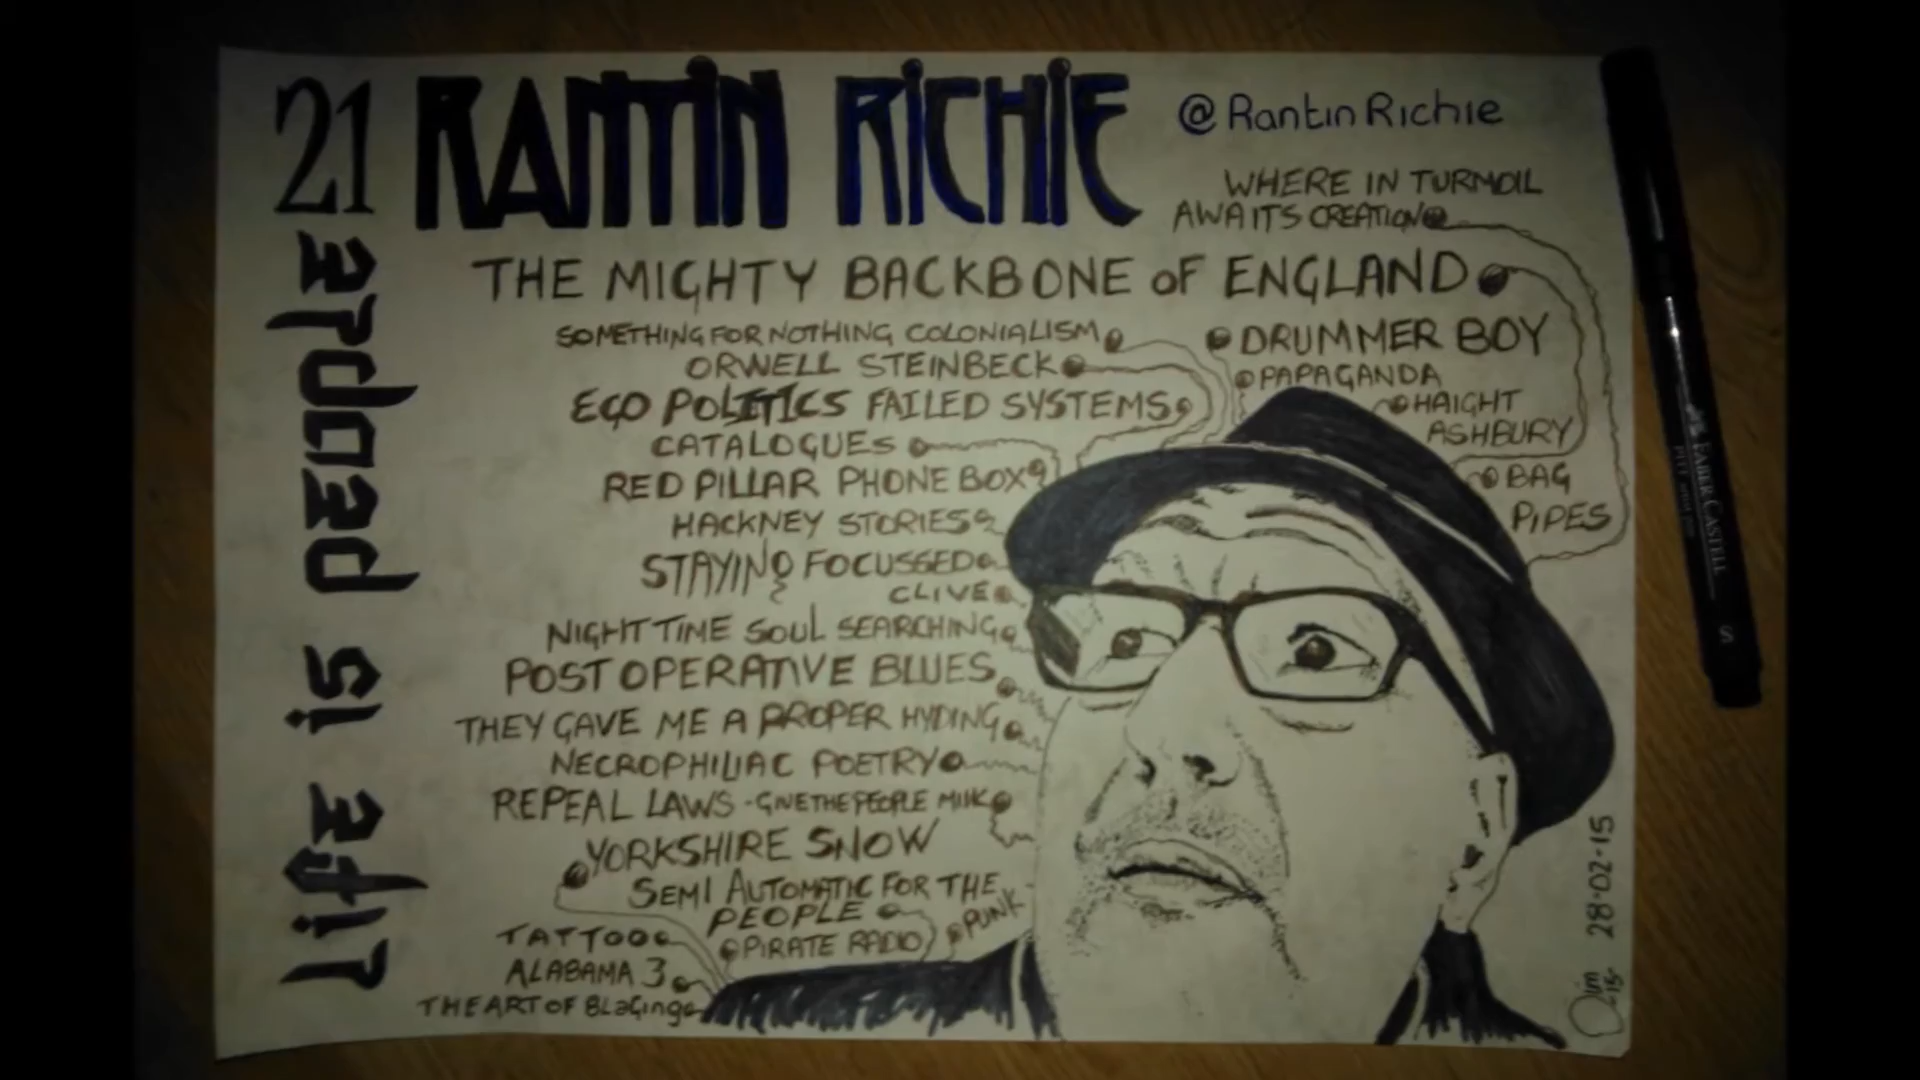 21
RANTiN RiCHiE
@RantinRichie
WHERE IN TURMOIL
AWAITS CREATION
THE MIGHTY BACKBONE oF ENGLAND
SOMETHING FOR NOTHING COLONIALISM
DRUMMER BOY
ORWELL STEINBECK
PAPAGANDA
EGO POLITICS FAILED SYSTEMS
HAIGHT
ASHBURY
CATALOGUES
RED PILLAR PHONE BOX
BAG
PIPES
HACKNEY STORIES
STAYING FOCUSSED
CLIVE
NIGHT TIME SOUL SEARCHING
POST OPERATIVE BLUES
THEY GAVE ME A PROPER HYDING
NECROPHILIAC POETRY
REPEAL LAWS - GIVE THE PEOPLE MILK
YORKSHIRE SNOW
SEMI AUTOMATIC FOR THE
PEOPLE
PUNK
PIRATE RADIO
TATTOO
ALABAMA 3
THE ART OF BLaGing
Life is
28-02-15
-15-
FABER CASTELL
S